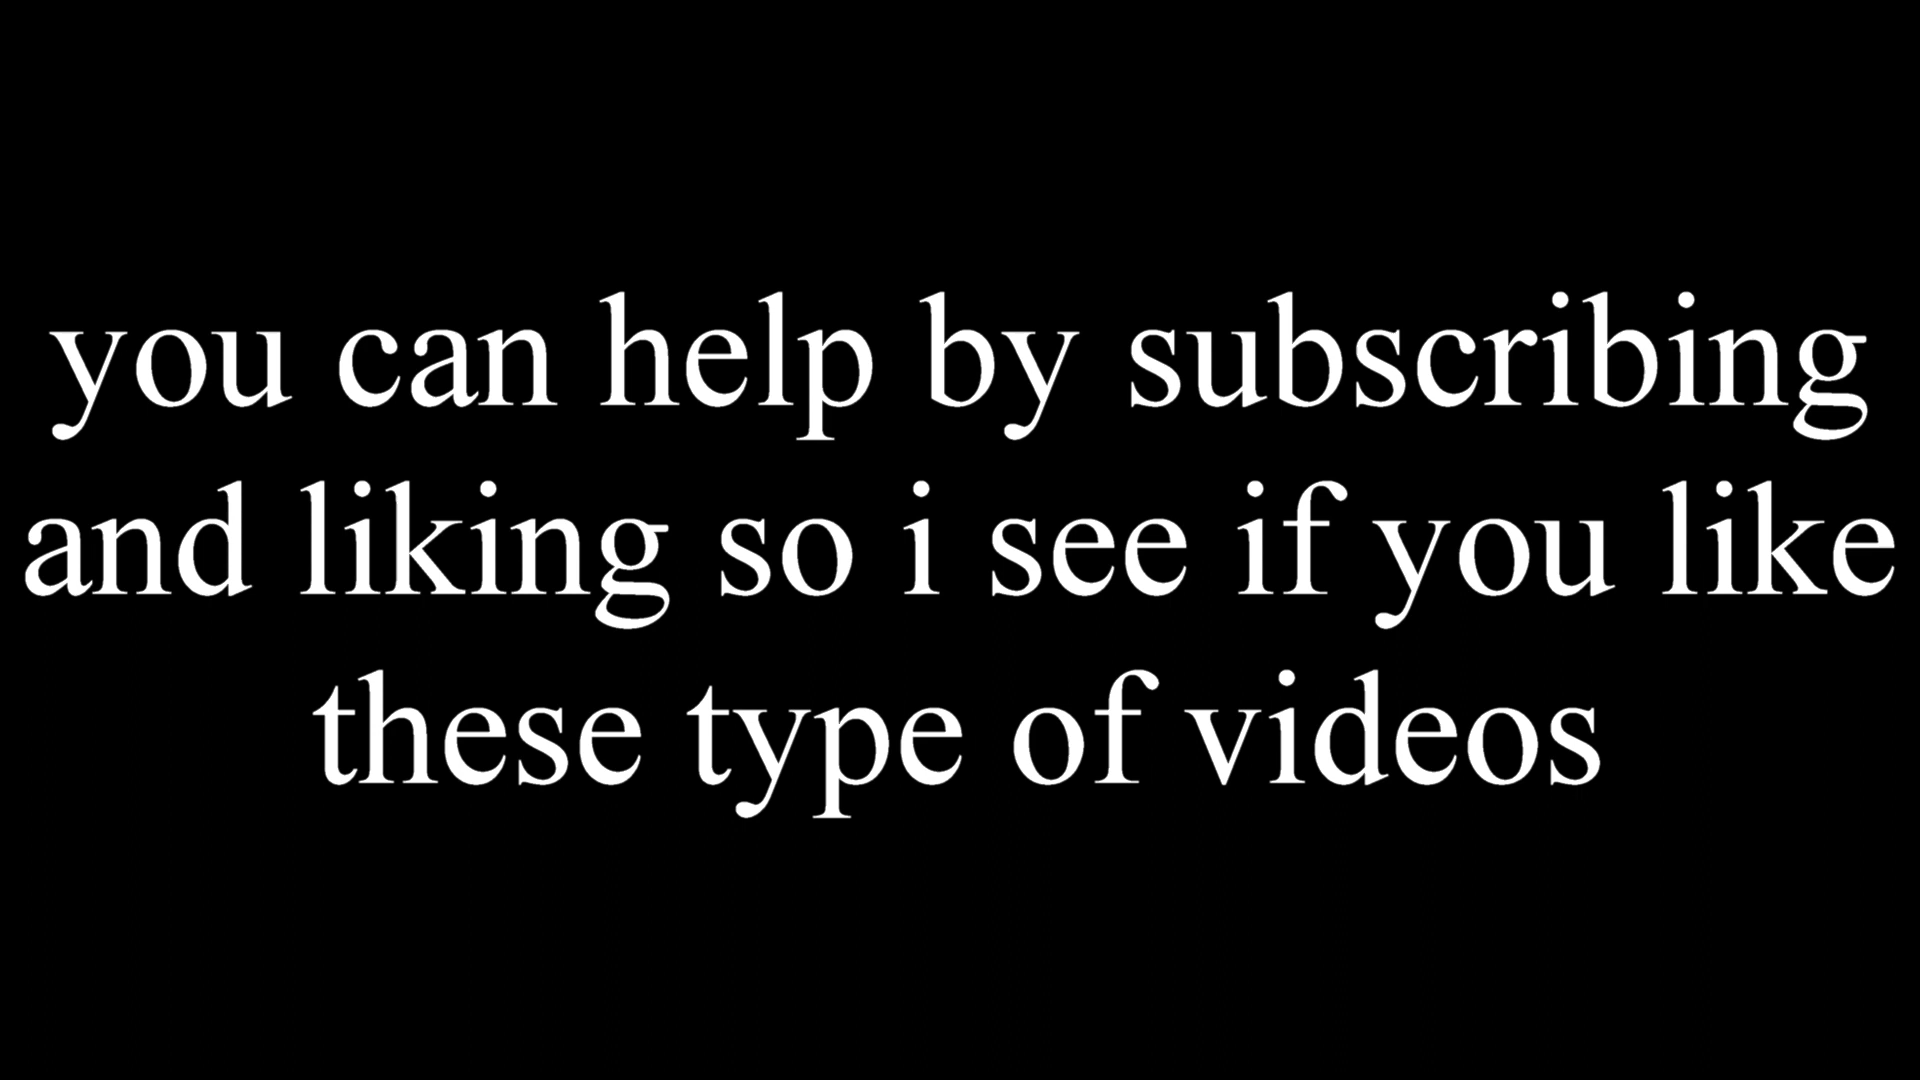 you can help by subscribing
and liking so i see if you like
these type of videos